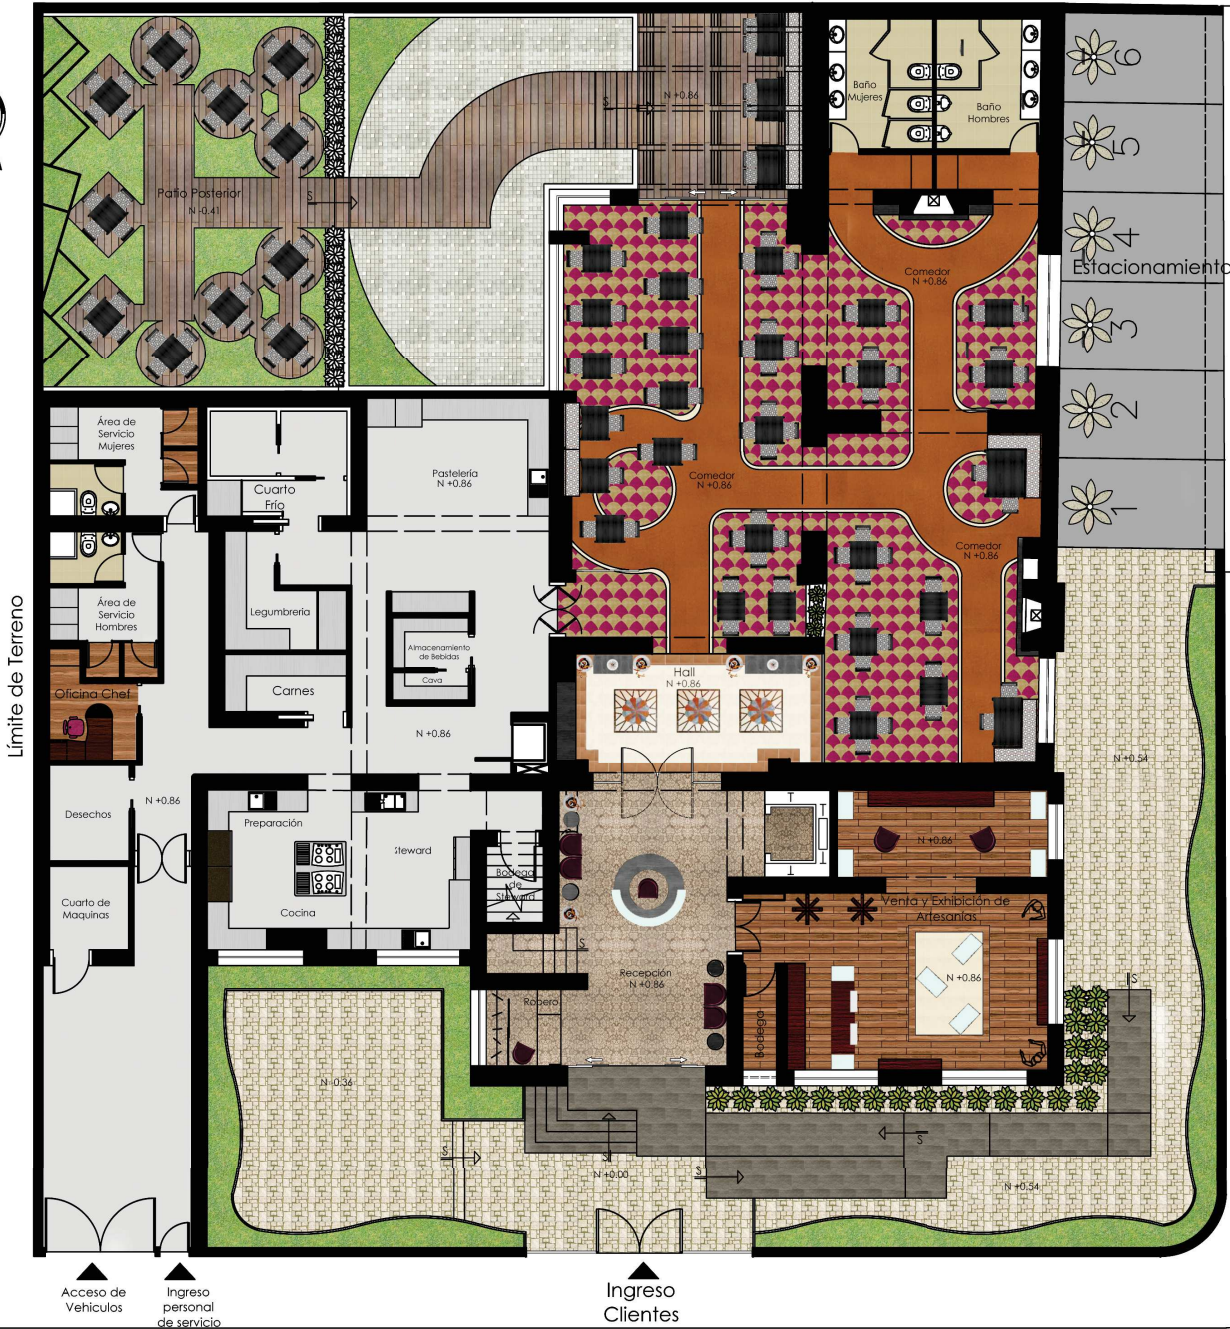 N +0.86
Baño
Mujeres
Baño
Hombres
6
5
4
Estacionamiento
3
2
1
S
Patio Posterior
N -0.41
S
Comedor
N +0.86
Área de
Servicio
Mujeres
Cuarto
Frío
Pastelería
N +0.86
Comedor
N +0.86
Comedor
N +0.86
Área de
Servicio
Hombres
Legumbreria
Almacenamiento
de Bebidas
Cava
Límite de Terreno
Oficina Chef
Carnes
Hall
N +0.86
N +0.86
N +0.54
Desechos
N +0.86
Preparación
Steward
T
T
N +0.86
Bodega
de
Steward
Cuarto de
Maquinas
Cocina
Venta y Exhibición de
Artesanías
S
Recepción
N +0.86
N +0.86
S
Ropero
Bodega
N -0.36
S
S
S
S
N +0.00
N +0.54
Acceso de
Vehiculos
Ingreso
personal
de servicio
Ingreso
Clientes